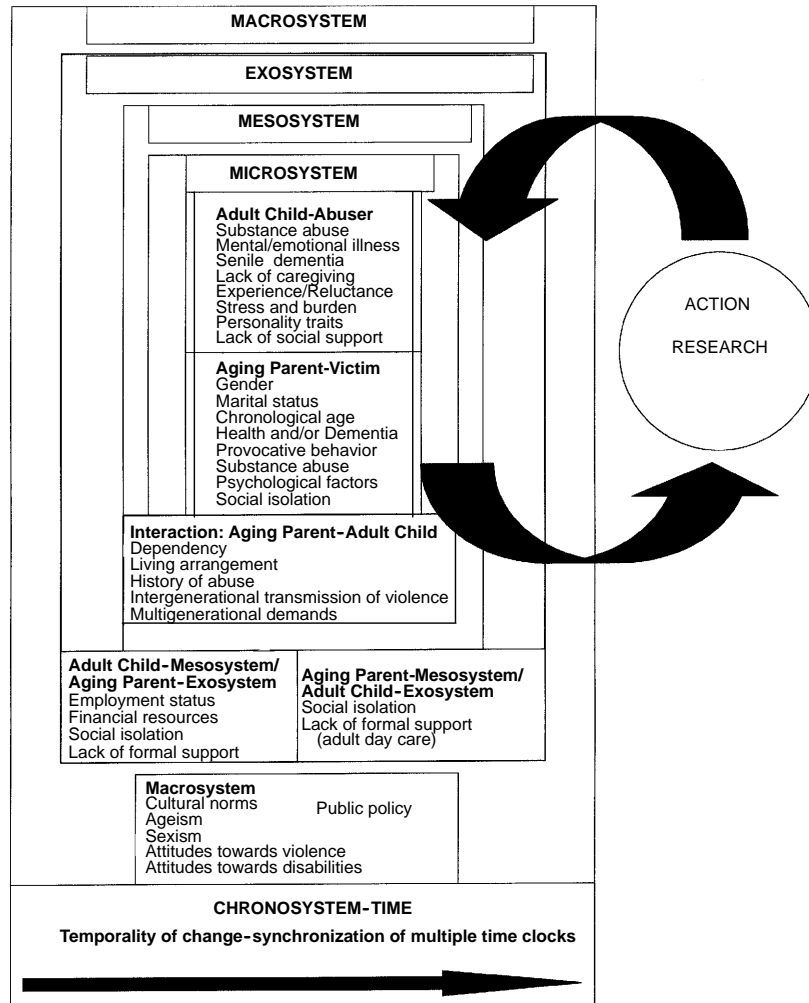 MACROSYSTEM
EXOSYSTEM
MESOSYSTEM
MICROSYSTEM
Adult Child-Abuser
Substance abuse
Mental/emotional illness
Senile dementia
Lack of caregiving
Experience/Reluctance
Stress and burden
Personality traits
Lack of social support
Aging Parent-Victim
Gender
Marital status
Chronological age
Health and/or Dementia
Provocative behavior
Substance abuse
Psychological factors
Social isolation
Interaction: Aging Parent-Adult Child
Dependency
Living arrangement
History of abuse
Intergenerational transmission of violence
Multigenerational demands
Adult Child-Mesosystem/
Aging Parent-Exosystem
Employment status
Financial resources
Social isolation
Lack of formal support
Aging Parent-Mesosystem/
Adult Child-Exosystem
Social isolation
Lack of formal support
(adult day care)
Macrosystem
Cultural norms
Ageism
Sexism
Attitudes towards violence
Attitudes towards disabilities
Public policy
CHRONOSYSTEM-TIME
Temporality of change-synchronization of multiple time clocks
ACTION
RESEARCH